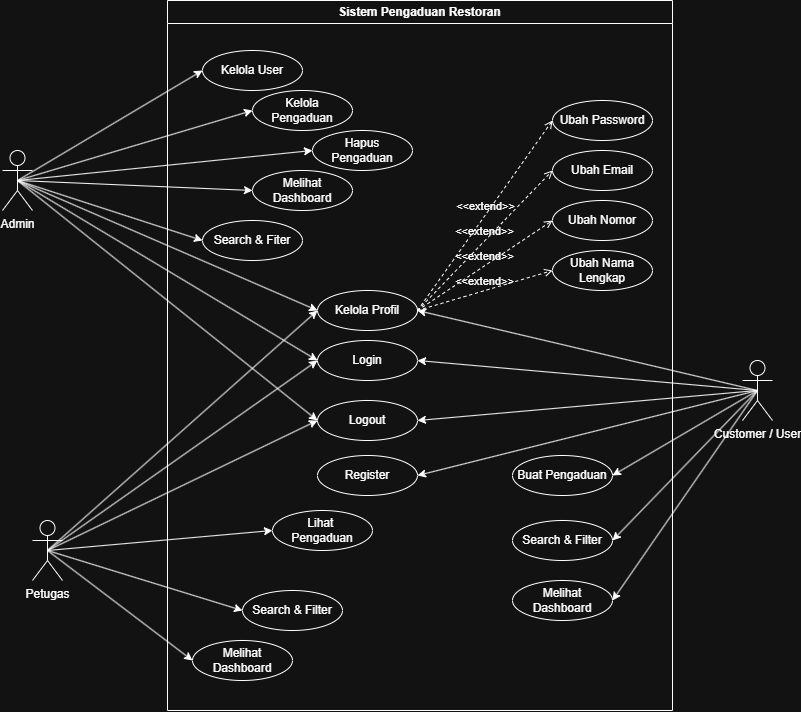 Sistem Pengaduan Restoran
Kelola User
Kelola
Pengaduan
Hapus
Pengaduan
Melihat
Dashboard
Search & Fiter
Admin
Ubah Password
Ubah Email
Ubah Nomor
Ubah Nama
Lengkap
<<extend>>
<<extend>>
<<extend>>
<<extend>>
Kelola Profil
Login
Logout
Register
Customer / User
Buat Pengaduan
Search & Filter
Melihat
Dashboard
Lihat
Pengaduan
Petugas
Search & Filter
Melihat
Dashboard